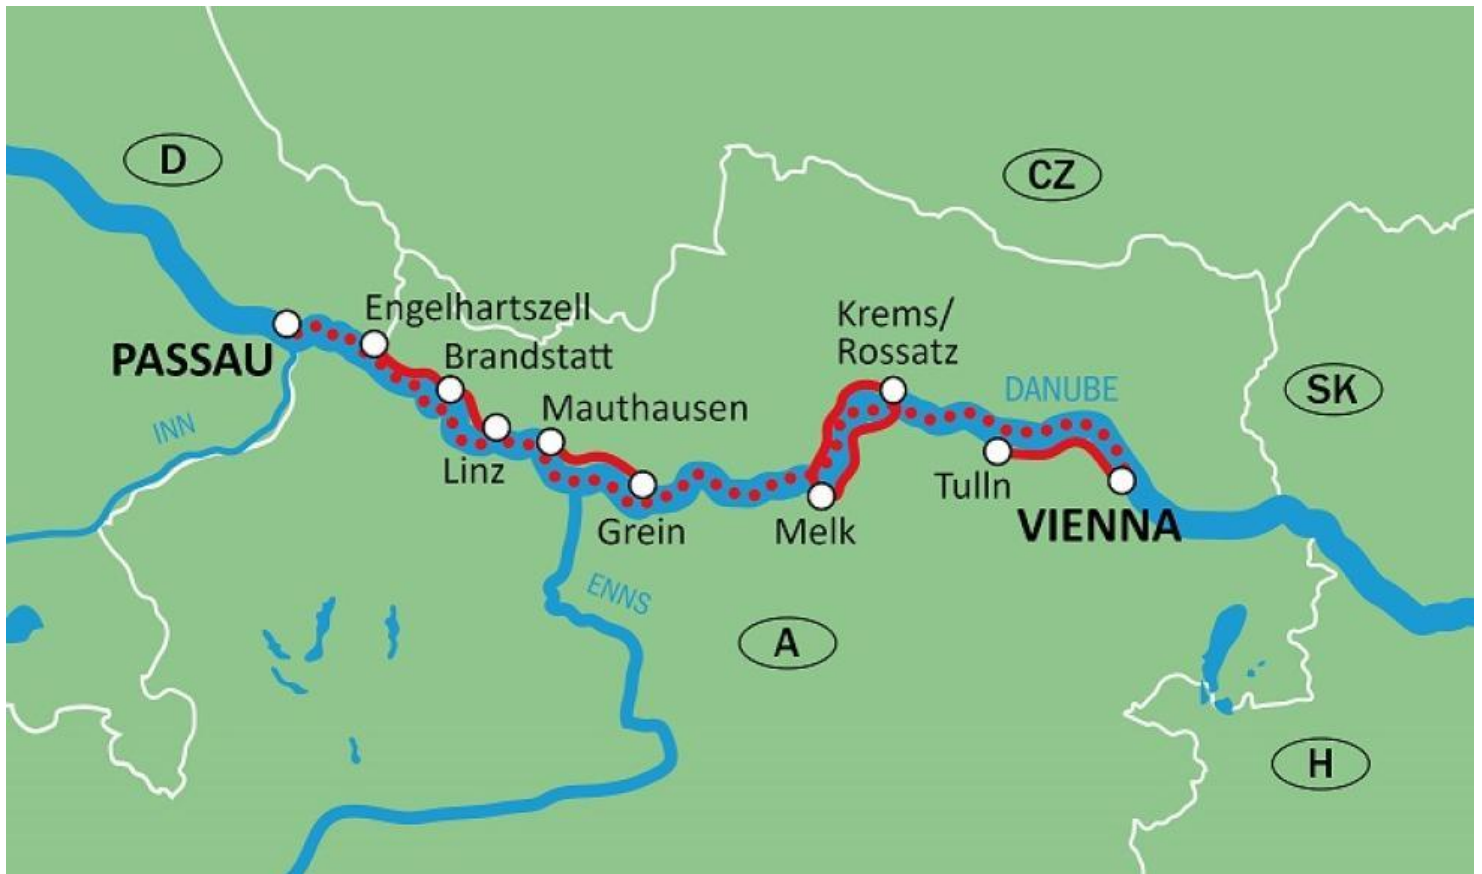 D
CZ
Engelhartszell
PASSAU
Brandstatt
Krems/
Rossatz
DANUBE
SK
INN
Mauthausen
Linz
Tulln
Grein
Melk
VIENNA
ENNS
A
H